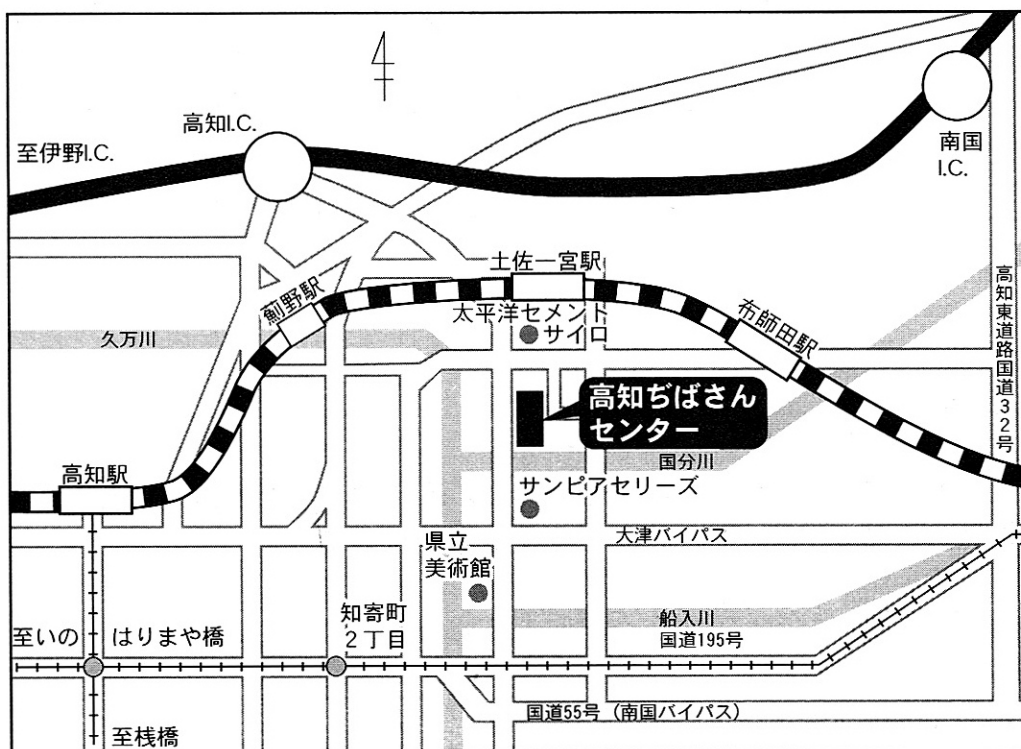 高知I.C.
至伊野I.C.
南国
I.C.
土佐一宮駅
薊野駅
太平洋セメント
サイロ
布師田駅
久万川
高知東道路国道32号
高知ぢばさん
センター
国分川
高知駅
サンピアセリーズ
大津バイパス
県立
美術館
知寄町
2丁目
船入川
国道195号
至いの
はりまや橋
国道55号(南国バイパス)
至桟橋